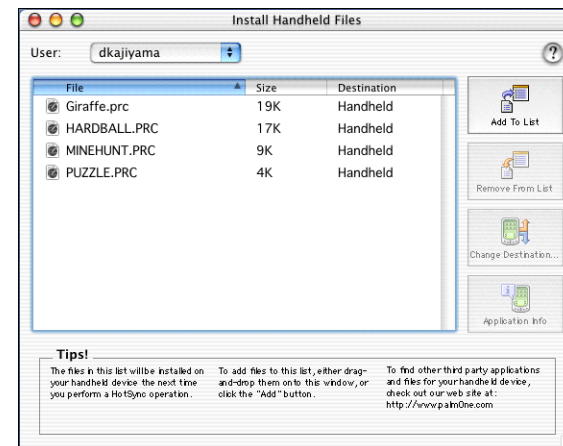 Install Handheld Files
User: dkajiyama
?
File Size Destination
Giraffe.prc 19K Handheld
HARDBALL.PRC 17K Handheld
MINEHUNT.PRC 9K Handheld
PUZZLE.PRC 4K Handheld
Add To List
Remove From List
Change Destination...
Application Info
Tips!
The files in this list will be installed on
your handheld device the next time
you perform a HotSync operation.
To add files to this list, either drag-
and-drop them onto this window, or
click the "Add" button.
To find other third party applications
and files for your handheld device,
check out our web site at:
http://www.palmOne.com